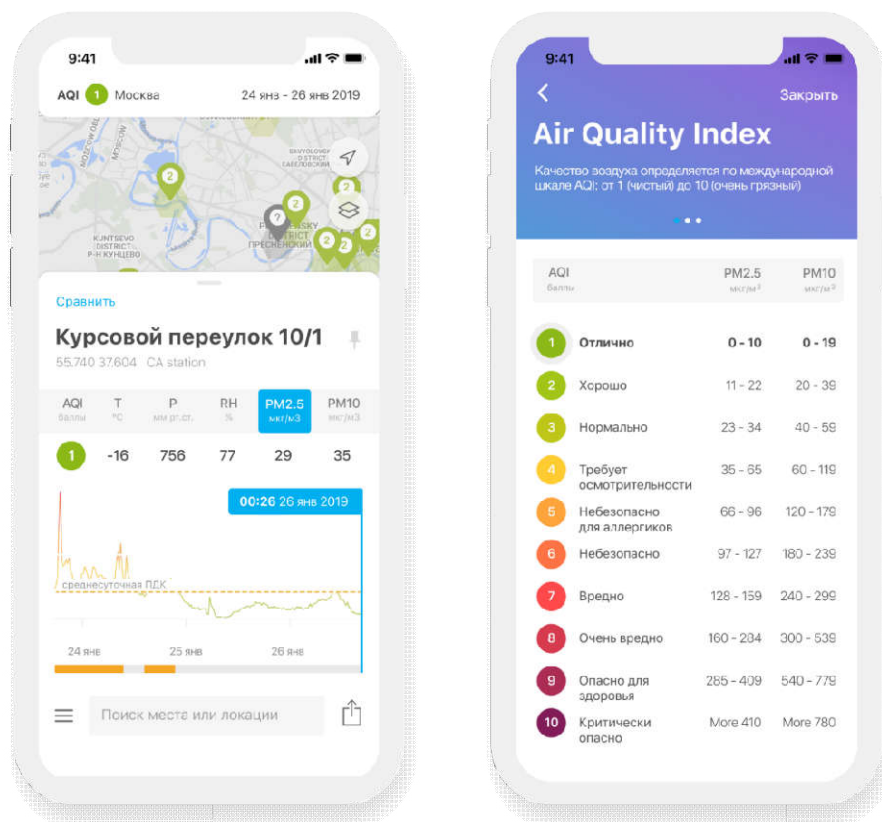 9:41
AQI 1 Москва 24 янв - 26 янв 2019
MOSCOW
2
DISTRICT
2
2
?
KUNTSEVO
DISTRICT
Р-Н КУНЦЕВО
DISTRICT
ПРЕСНЕНСКИЙ
2
2
2
Сравнить
Курсовой переулок 10/1
55.740 37.604 CA station
AQI T P RH PM2.5 PM10
баллы °C мм рт.ст. % мкг/м3 мкг/м3
1 -16 756 77 29 35
00:26 26 янв 2019
среднесуточная ПДК
24 янв 25 янв 26 янв
Поиск места или локации
9:41
Закрыть
Air Quality Index
Качество воздуха определяется по международной
шкале AQI: от 1 (чистый) до 10 (очень грязный)
AQI PM2.5 PM10
баллы мкг/м³ мкг/м³
1 Отлично 0 - 10 0 - 19
2 Хорошо 11 - 22 20 - 39
3 Нормально 23 - 34 40 - 59
4 Требует 35 - 65 60 - 119
осмотрительности
5 Небезопасно 66 - 96 120 - 179
для аллергиков
6 Небезопасно 97 - 127 180 - 239
7 Вредно 128 - 159 240 - 299
8 Очень вредно 160 - 284 300 - 539
9 Опасно для 285 - 409 540 - 779
здоровья
10 Критически More 410 More 780
опасно